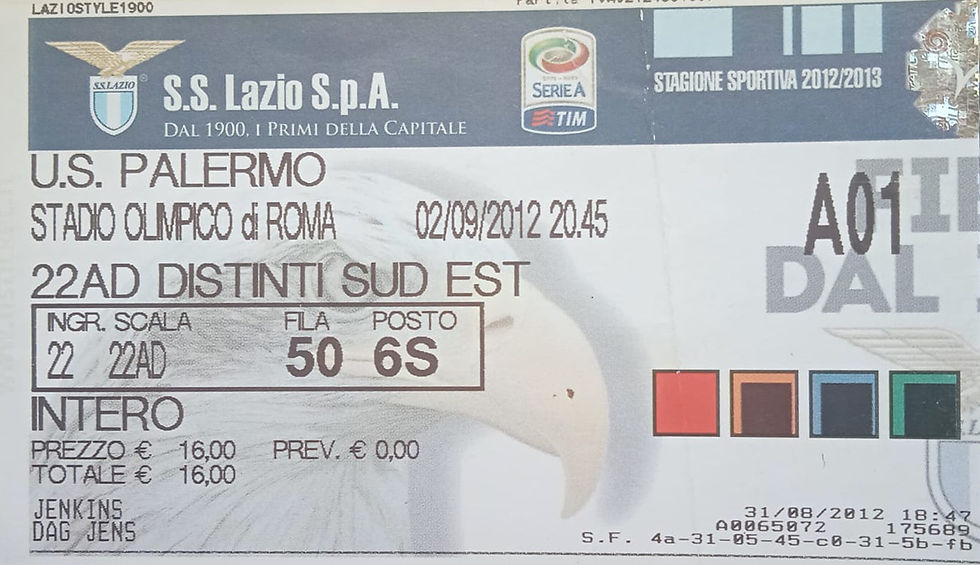 LAZIOSTYLE1900
S.S.LAZIO
S.S. Lazio S.p.A.
DAL 1900, I PRIMI DELLA CAPITALE
SERIE A
TIM
STAGIONE SPORTIVA 2012/2013
U.S. PALERMO
STADIO OLIMPICO di ROMA 02/09/2012 20.45
A01
DAL
22AD DISTINTI SUD EST
INGR. SCALA FILA POSTO
22 22AD 50 6S
INTERO
PREZZO € 16,00 PREV. € 0,00
TOTALE € 16,00
JENKINS
DAG JENS
31/08/2012 18:47
A0065072 175689
S.F. 4a-31-05-45-c0-31-5b-fb